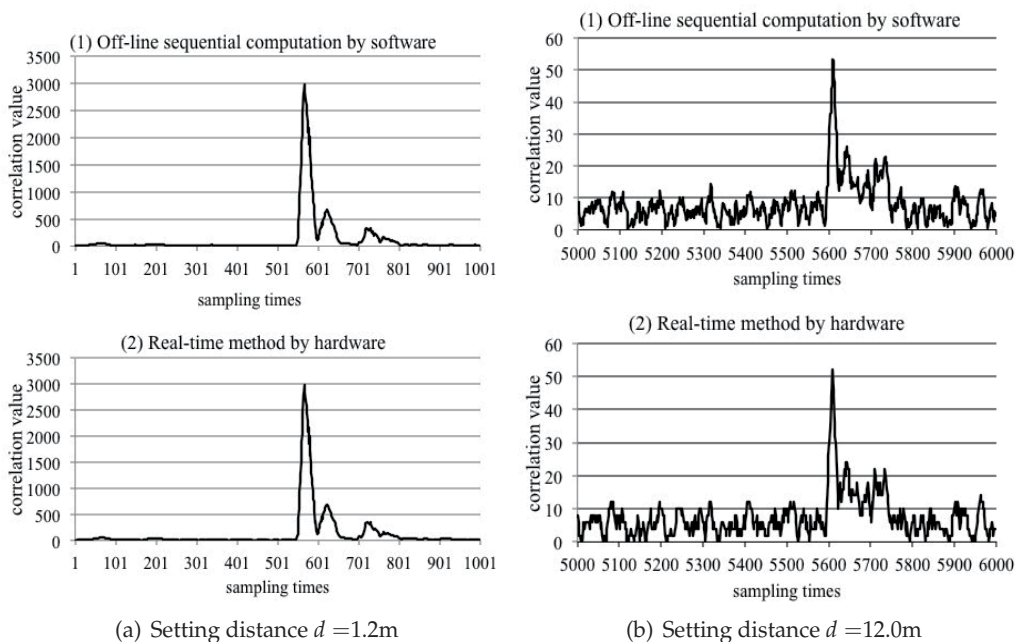 (1) Off-line sequential computation by software
correlation value
3500
3000
2500
2000
1500
1000
500
0
1 101 201 301 401 501 601 701 801 901 1001
sampling times
(2) Real-time method by hardware
correlation value
3500
3000
2500
2000
1500
1000
500
0
1 101 201 301 401 501 601 701 801 901 1001
sampling times
(a) Setting distance d =1.2m
(1) Off-line sequential computation by software
correlation value
60
50
40
30
20
10
0
5000 5100 5200 5300 5400 5500 5600 5700 5800 5900 6000
sampling times
(2) Real-time method by hardware
correlation value
60
50
40
30
20
10
0
5000 5100 5200 5300 5400 5500 5600 5700 5800 5900 6000
sampling times
(b) Setting distance d =12.0m